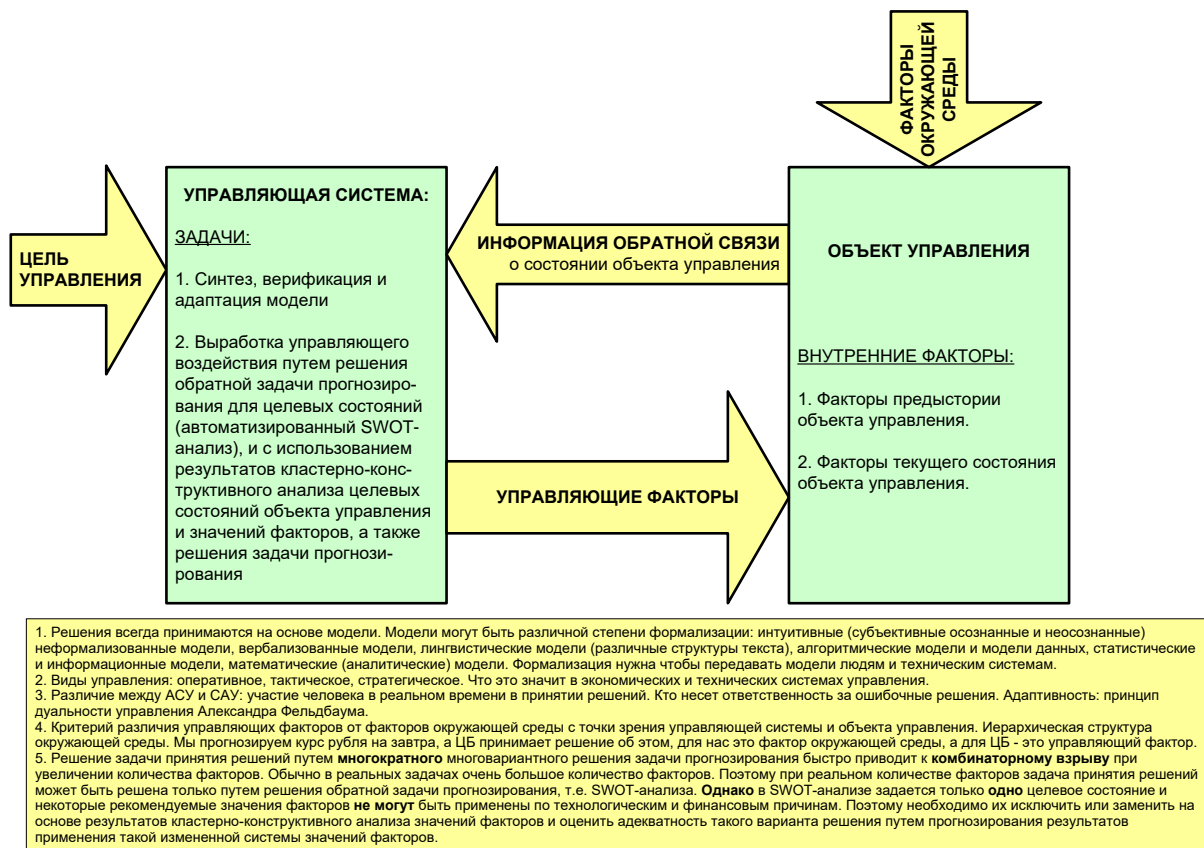 ФАКТОРЫ
ОКРУЖАЮЩЕЙ
СРЕДЫ
ЦЕЛЬ
УПРАВЛЕНИЯ
УПРАВЛЯЮЩАЯ СИСТЕМА:
ЗАДАЧИ:
1. Синтез, верификация и
адаптация модели
2. Выработка управляющего
воздействия путем решения
обратной задачи прогнозиро-
вания для целевых состояний
(автоматизированный SWOT-
анализ), и с использованием
результатов кластерно-конс-
труктивного анализа целевых
состояний объекта управления
и значений факторов, а также
решения задачи прогнози-
рования
ИНФОРМАЦИЯ ОБРАТНОЙ СВЯЗИ
о состоянии объекта управления
УПРАВЛЯЮЩИЕ ФАКТОРЫ
ОБЪЕКТ УПРАВЛЕНИЯ
ВНУТРЕННИЕ ФАКТОРЫ:
1. Факторы предыстории
объекта управления.
2. Факторы текущего состояния
объекта управления.
1. Решения всегда принимаются на основе модели. Модели могут быть различной степени формализации: интуитивные (субъективные осознанные и неосознанные)
неформализованные модели, вербализованные модели, лингвистические модели (различные структуры текста), алгоритмические модели и модели данных, статистические
и информационные модели, математические (аналитические) модели. Формализация нужна чтобы передавать модели людям и техническим системам.
2. Виды управления: оперативное, тактическое, стратегическое. Что это значит в экономических и технических системах управления.
3. Различие между АСУ и САУ: участие человека в реальном времени в принятии решений. Кто несет ответственность за ошибочные решения. Адаптивность: принцип
дуальности управления Александра Фельдбаума.
4. Критерий различия управляющих факторов от факторов окружающей среды с точки зрения управляющей системы и объекта управления. Иерархическая структура
окружающей среды. Мы прогнозируем курс рубля на завтра, а ЦБ принимает решение об этом, для нас это фактор окружающей среды, а для ЦБ - это управляющий фактор.
5. Решение задачи принятия решений путем многократного многовариантного решения задачи прогнозирования быстро приводит к комбинаторному взрыву при
увеличении количества факторов. Обычно в реальных задачах очень большое количество факторов. Поэтому при реальном количестве факторов задача принятия решений
может быть решена только путем решения обратной задачи прогнозирования, т.е. SWOT-анализа. Однако в SWOT-анализе задается только одно целевое состояние и
некоторые рекомендуемые значения факторов не могут быть применены по технологическим и финансовым причинам. Поэтому необходимо их исключить или заменить на
основе результатов кластерно-конструктивного анализа значений факторов и оценить адекватность такого варианта решения путем прогнозирования результатов
применения такой измененной системы значений факторов.